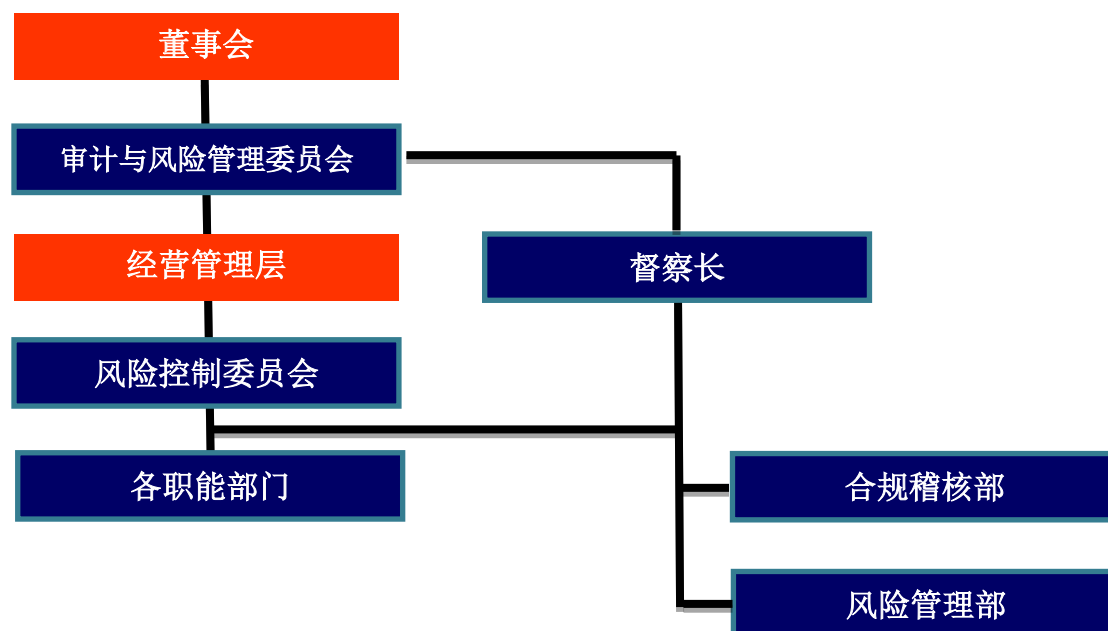 董事会
审计与风险管理委员会
经营管理层
督察长
风险控制委员会
各职能部门
合规稽核部
风险管理部